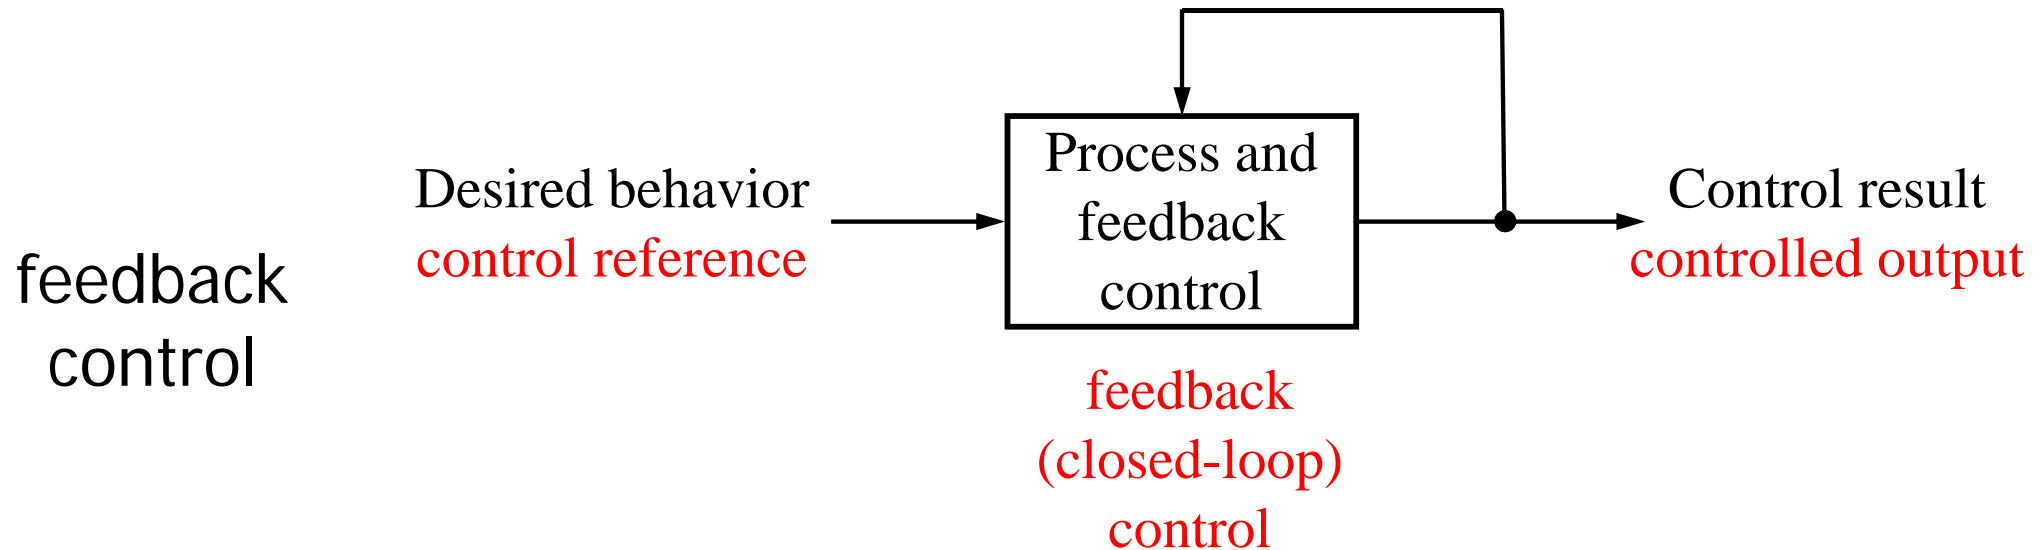 feedback
control
Desired behavior
control reference
Process and
feedback
control
feedback
(closed-loop)
control
Control result
controlled output